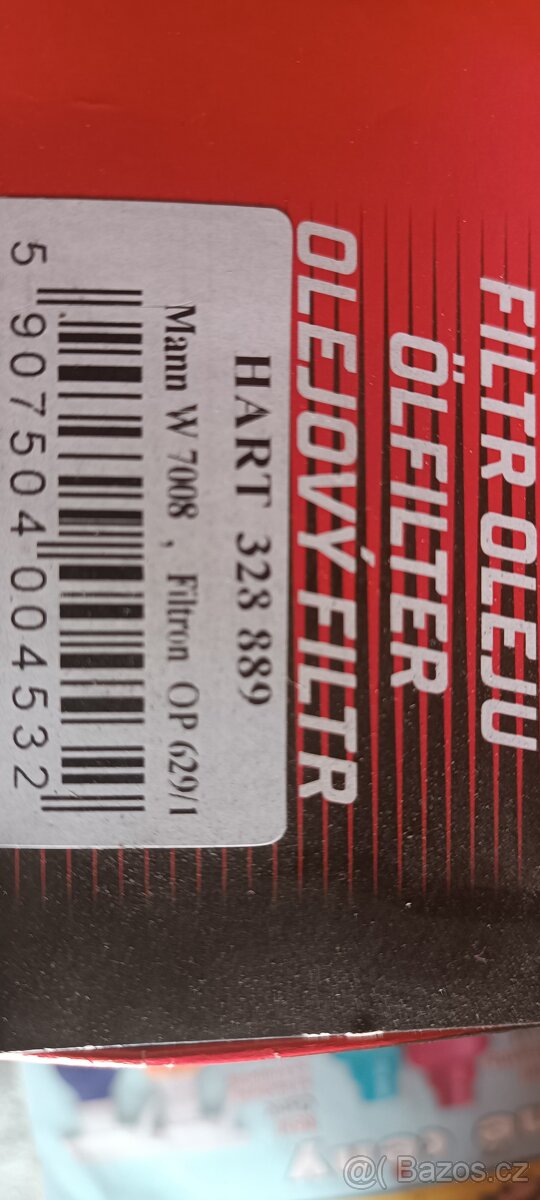 FILTR OLEJU
ÖLFILTER
OLEJOVÝ FILTR
HART 328 889
Mann W 7008 , Filtron OP 629/1
5 907504 004532
@( Bazos.cz